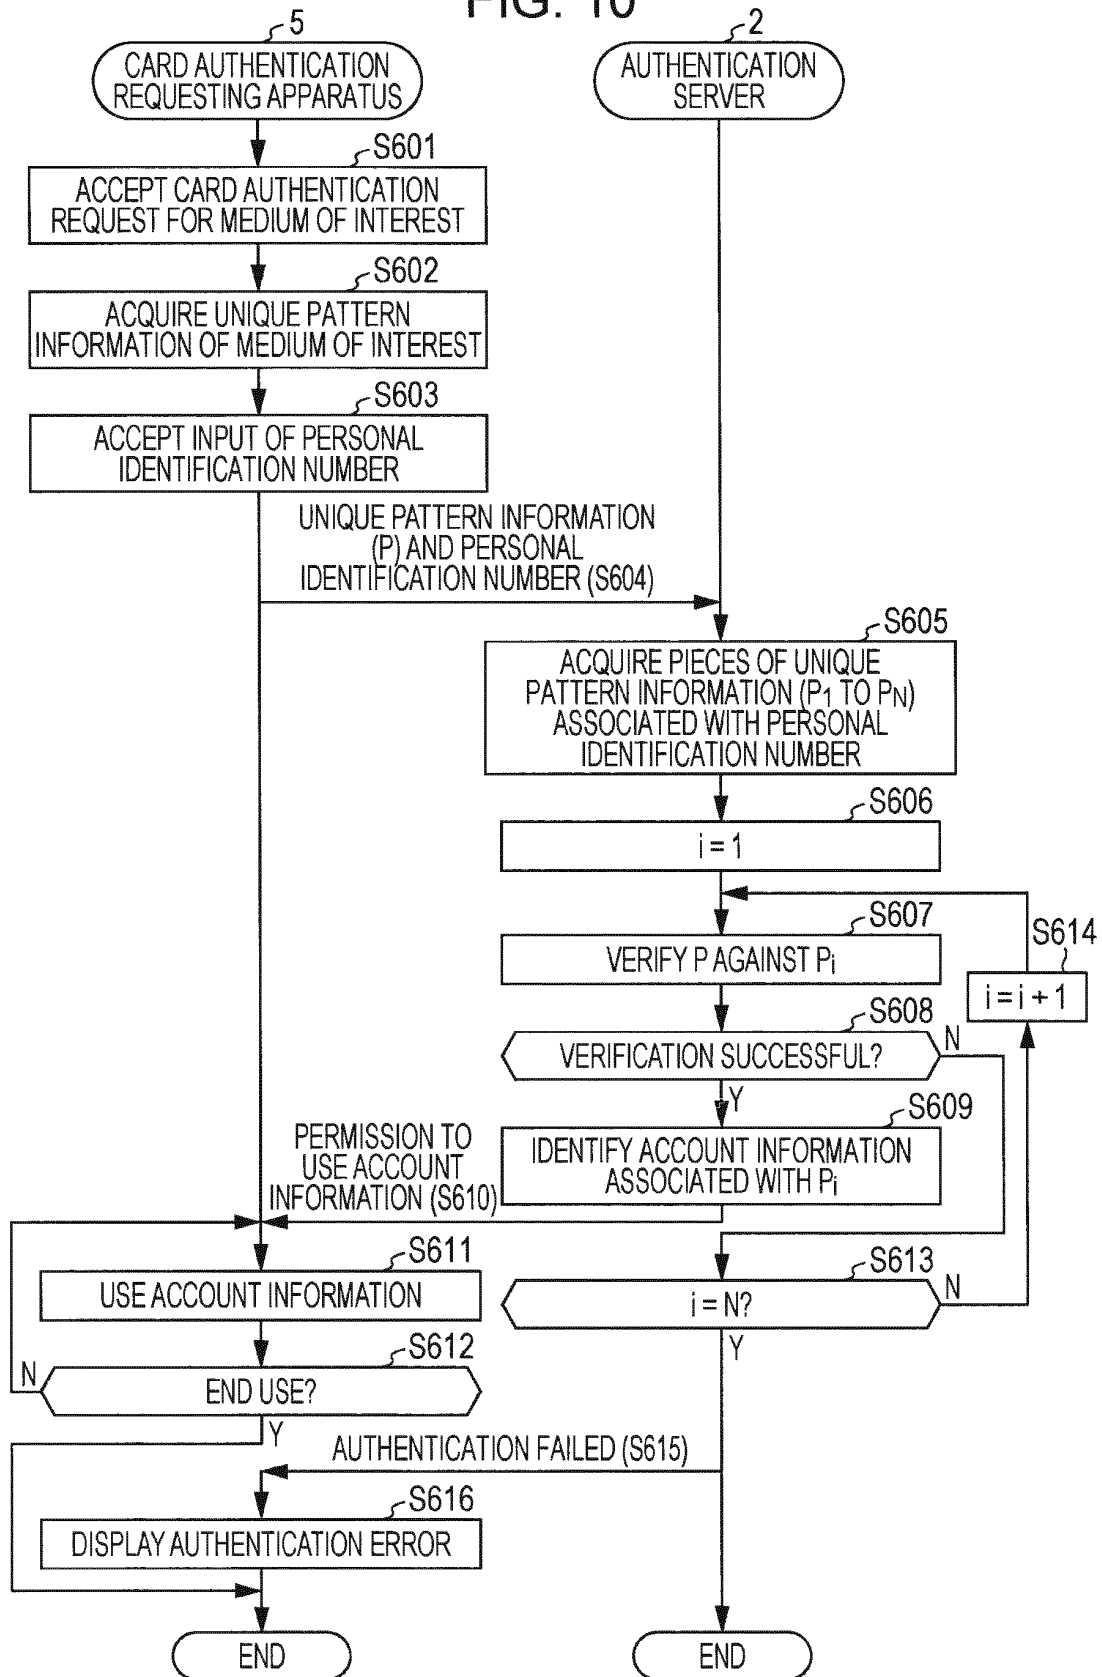 FIG. 10
5
CARD AUTHENTICATION
REQUESTING APPARATUS
2
AUTHENTICATION
SERVER
S601
ACCEPT CARD AUTHENTICATION
REQUEST FOR MEDIUM OF INTEREST
S602
ACQUIRE UNIQUE PATTERN
INFORMATION OF MEDIUM OF INTEREST
S603
ACCEPT INPUT OF PERSONAL
IDENTIFICATION NUMBER
UNIQUE PATTERN INFORMATION
(P) AND PERSONAL
IDENTIFICATION NUMBER (S604)
S605
ACQUIRE PIECES OF UNIQUE
PATTERN INFORMATION (P1 TO PN)
ASSOCIATED WITH PERSONAL
IDENTIFICATION NUMBER
S606
i = 1
S607
VERIFY P AGAINST Pi
S614
i = i + 1
S608
VERIFICATION SUCCESSFUL?
N
Y
S609
IDENTIFY ACCOUNT INFORMATION
ASSOCIATED WITH Pi
PERMISSION TO
USE ACCOUNT
INFORMATION (S610)
S611
USE ACCOUNT INFORMATION
S613
i = N?
N
Y
S612
END USE?
N
Y
AUTHENTICATION FAILED (S615)
S616
DISPLAY AUTHENTICATION ERROR
END
END